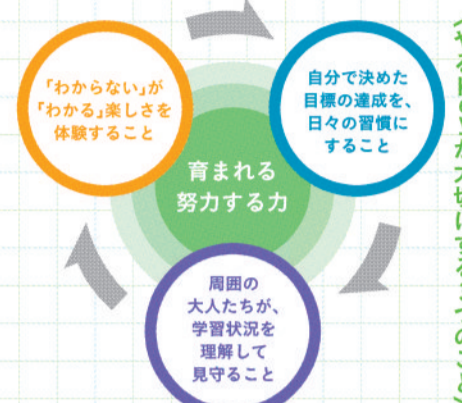 「わからない」が
「わかる」楽しさを
体験すること
自分で決めた
目標の達成を、
日々の習慣に
すること
育まれる
努力する力
周囲の
大人たちが、
学習状況を
理解して
見守ること